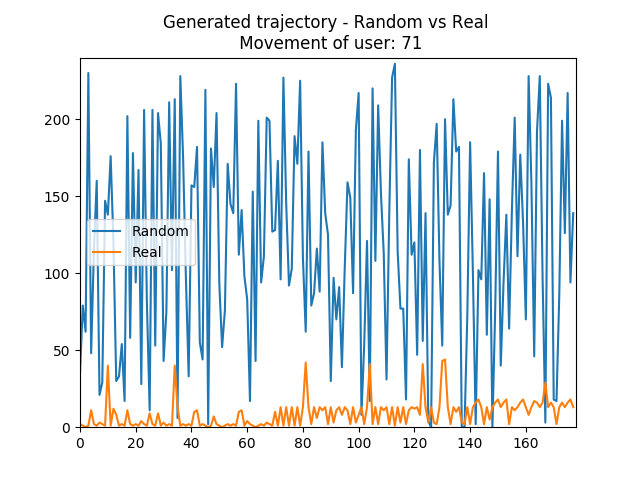 Generated trajectory - Random vs Real
Movement of user: 71
200
150
100
50
0
Random
Real
0 20 40 60 80 100 120 140 160